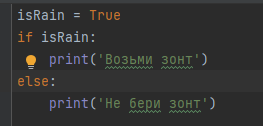 isRain = True
if isRain:
    print('Возьми зонт')
else:
    print('Не бери зонт')